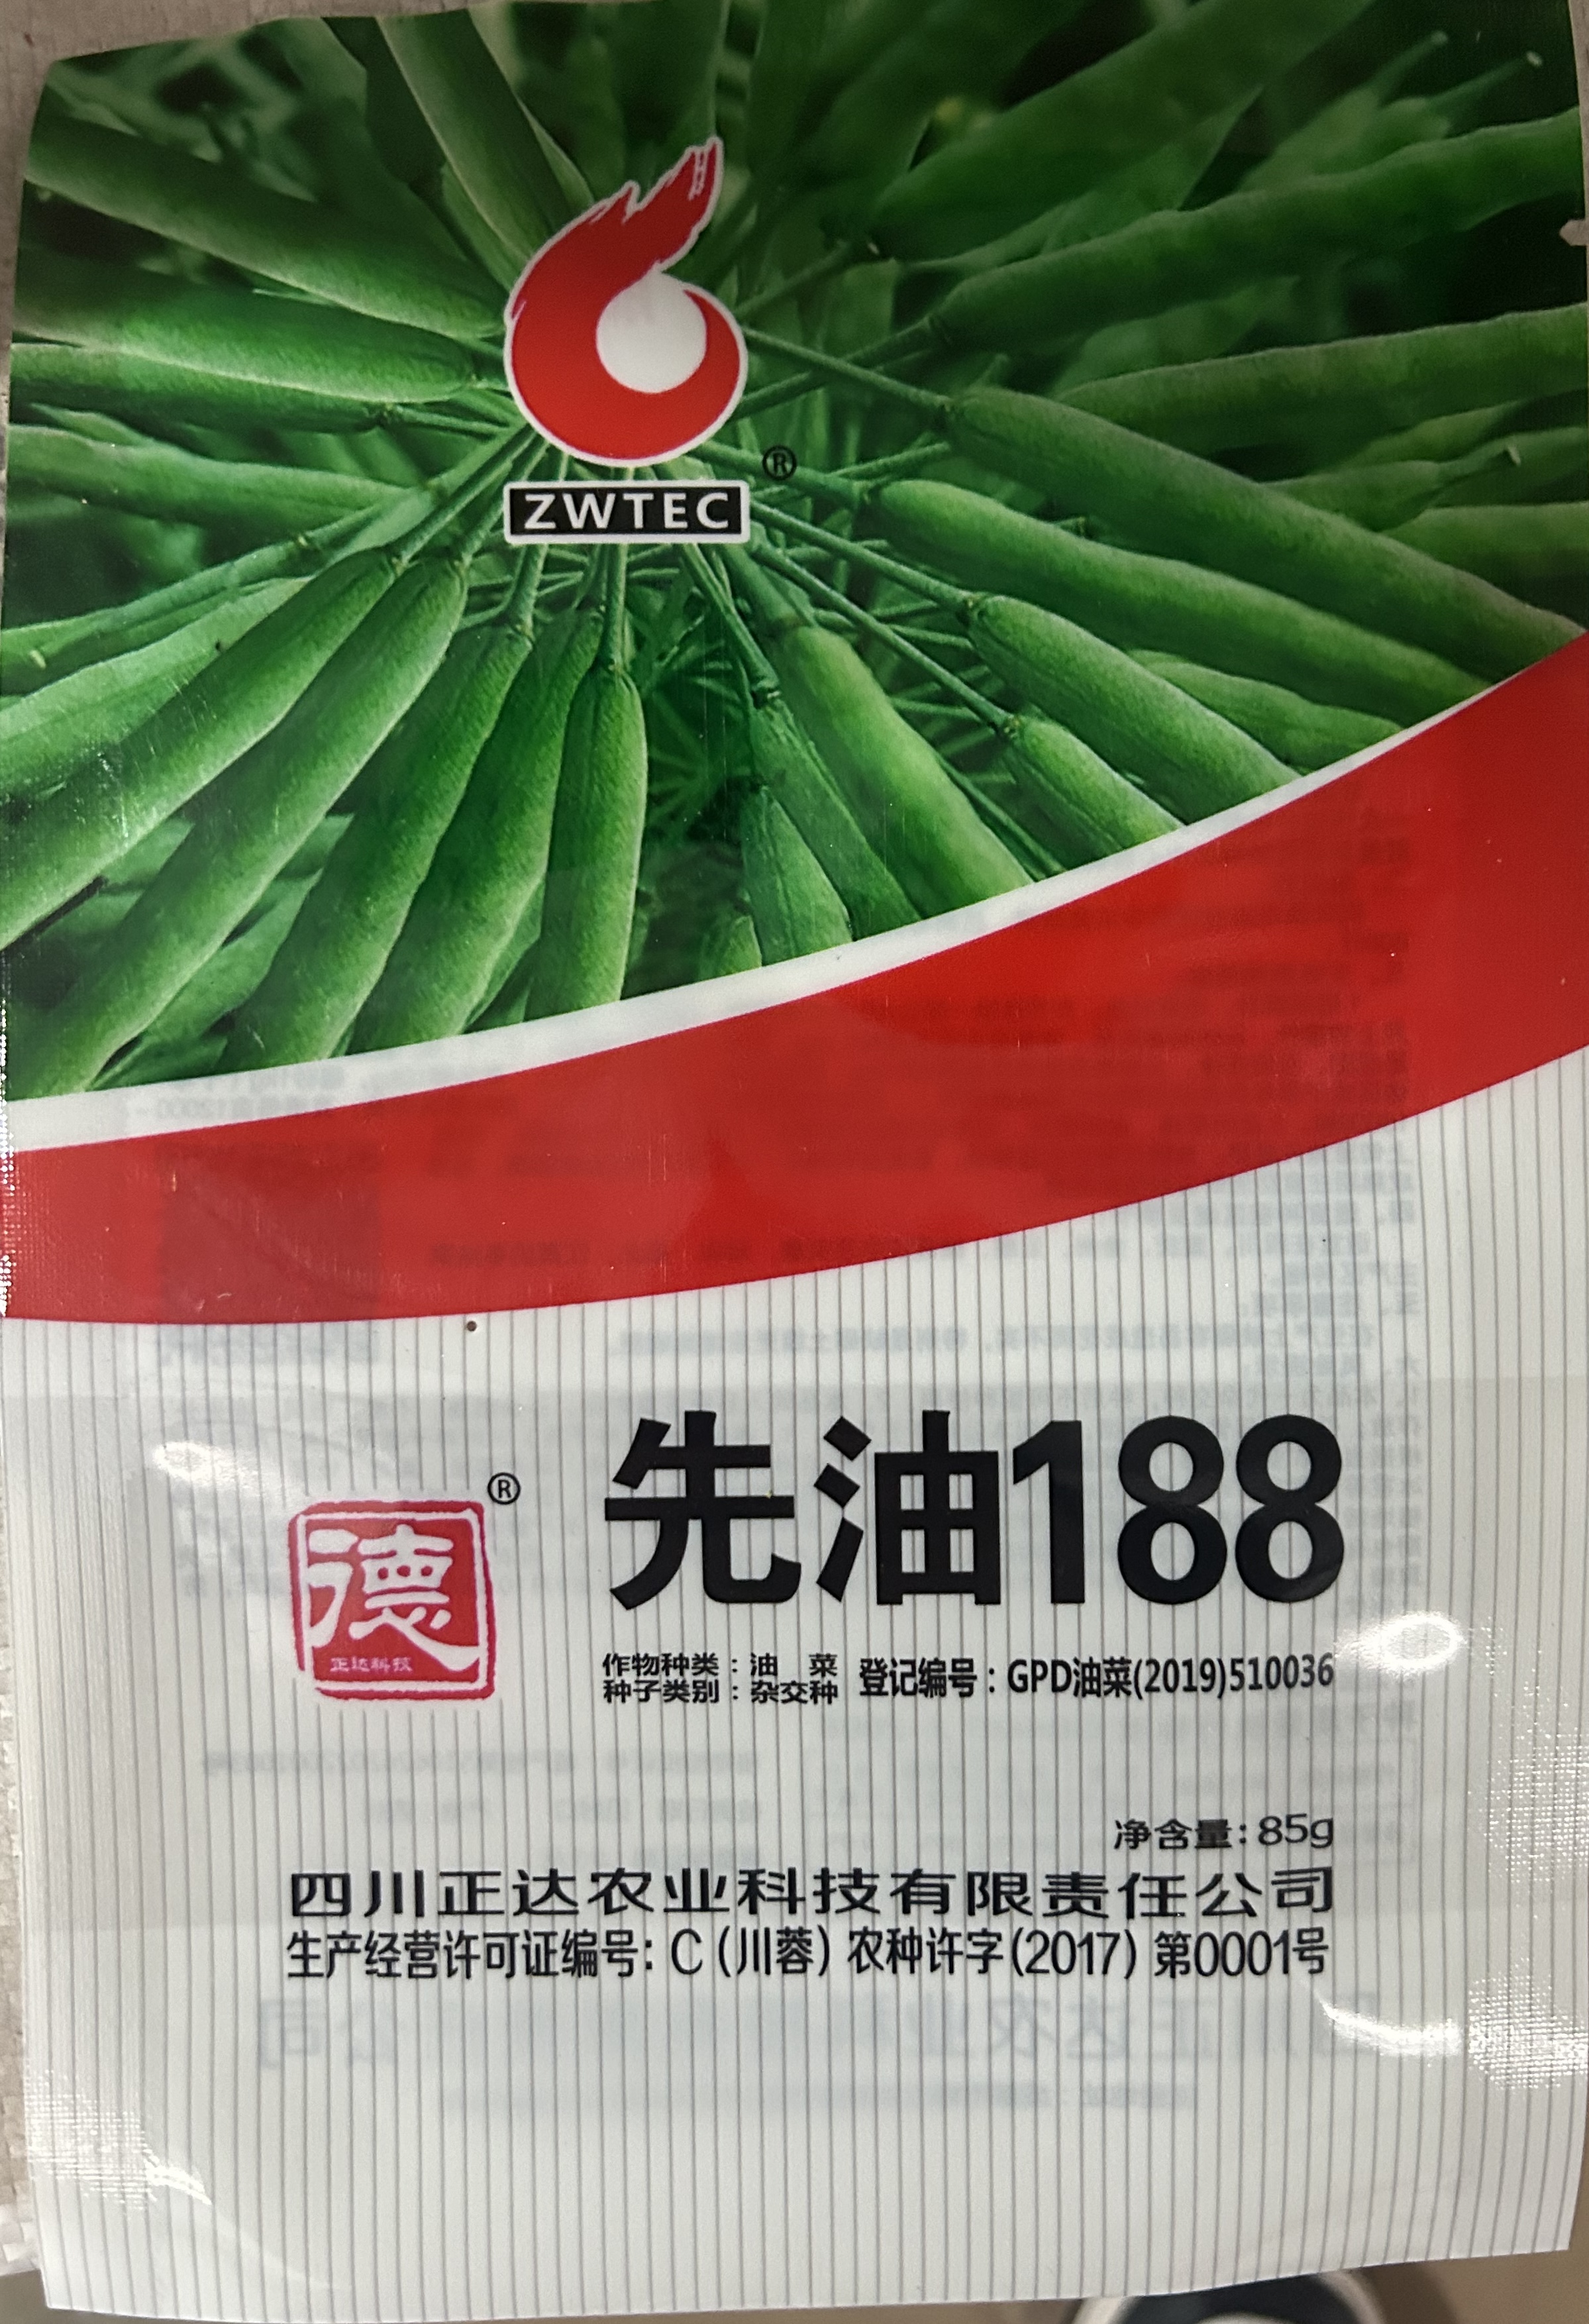 ®
ZWTEC
先油188
®
德
正达科技
作物种类：油 菜
种子类别：杂交种
登记编号：GPD油菜(2019)510036
净含量：85g
四川正达农业科技有限责任公司
生产经营许可证编号：C（川蓉）农种许字(2017) 第0001号